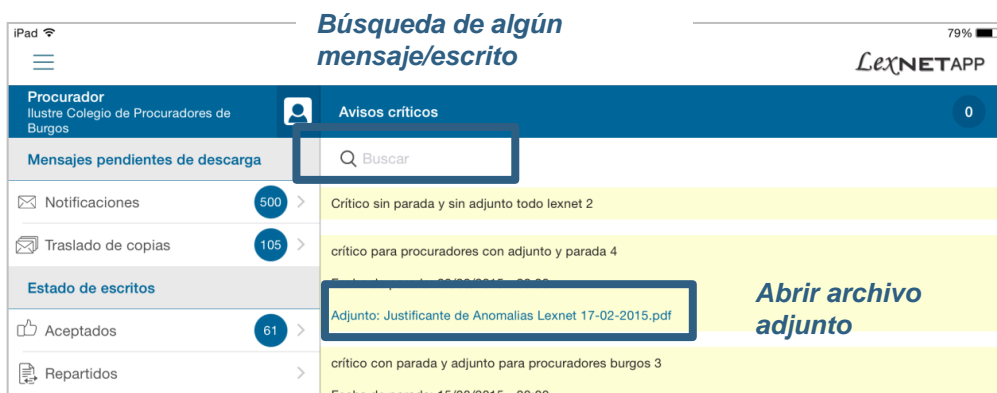 Búsqueda de algún
mensaje/escrito
iPad
79%
LexNETAPP
Procurador
Ilustre Colegio de Procuradores de
Burgos
Avisos críticos
0
Mensajes pendientes de descarga
Buscar
Notificaciones
500
Crítico sin parada y sin adjunto todo lexnet 2
Traslado de copias
105
crítico para procuradores con adjunto y parada 4
Estado de escritos
Adjunto: Justificante de Anomalias Lexnet 17-02-2015.pdf
Abrir archivo
adjunto
Aceptados
61
crítico con parada y adjunto para procuradores burgos 3
Repartidos